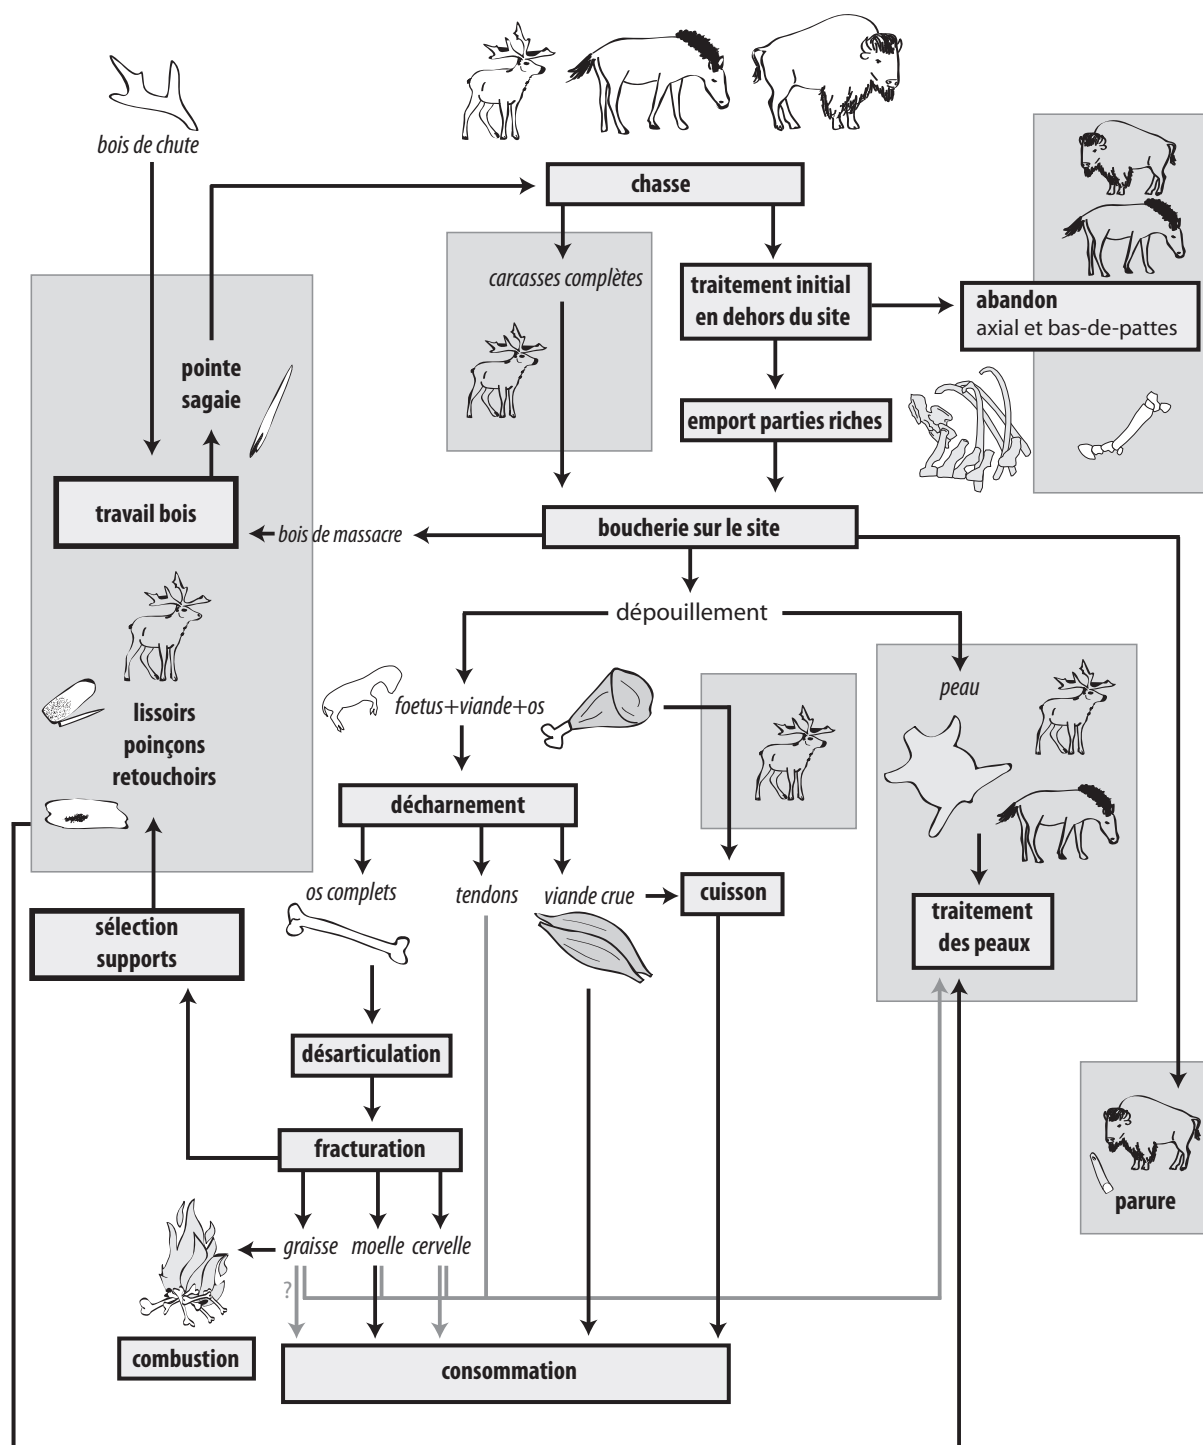 bois de chute
chasse
carcasses complètes
traitement initial
en dehors du site
abandon
axial et bas-de-pattes
pointe
sagaie
emport parties riches
travail bois
bois de massacre
boucherie sur le site
dépouillement
foetus+viande+os
peau
lissoirs
poinçons
retouchoirs
décharnement
os complets
tendons
viande crue
cuisson
traitement
des peaux
sélection
supports
désarticulation
fracturation
parure
graisse
moelle
cervelle
?
combustion
consommation